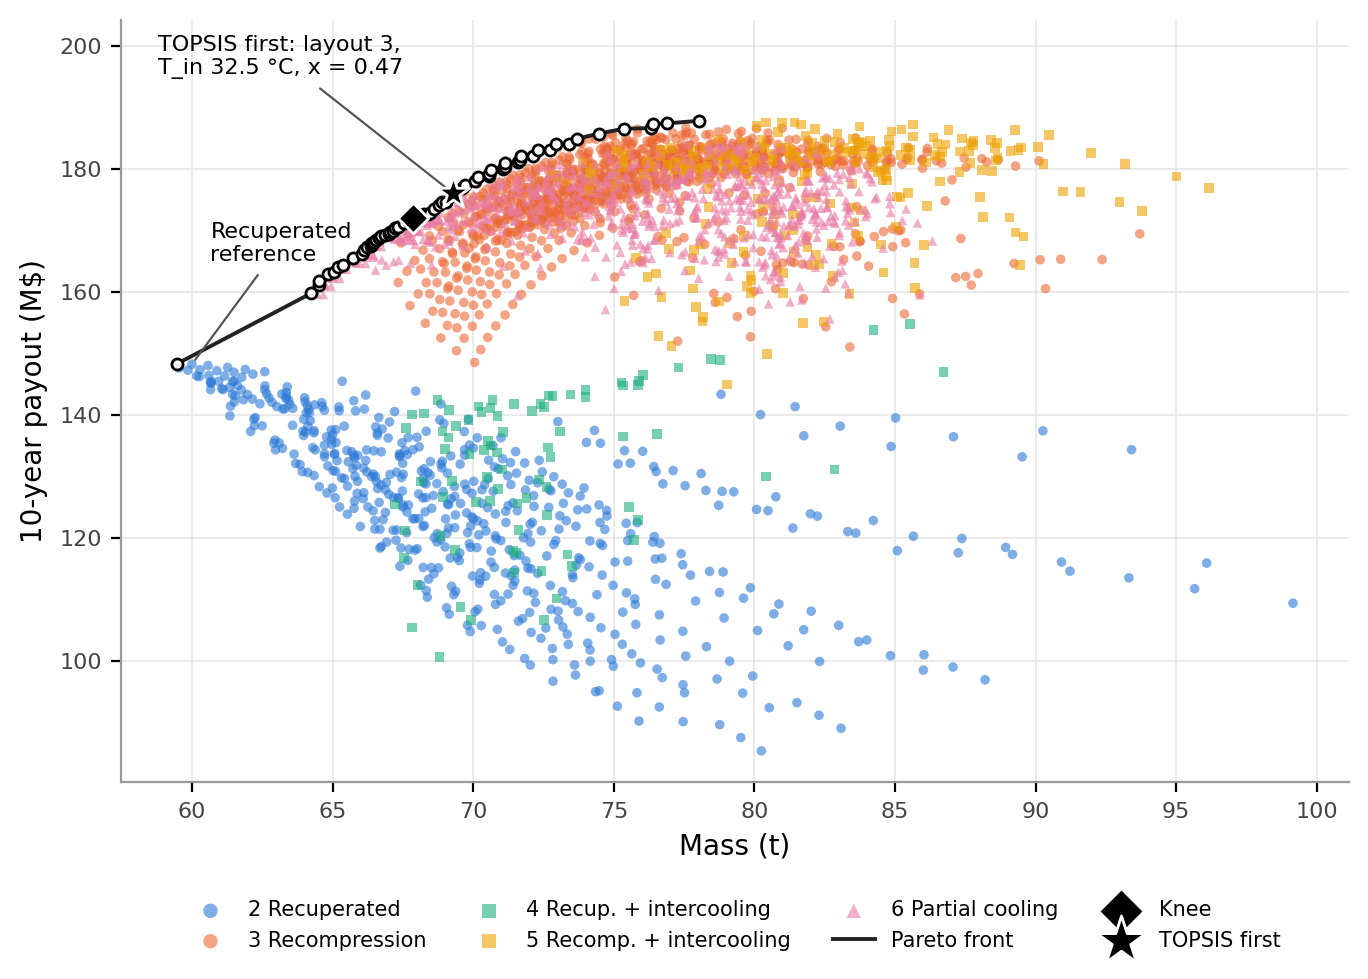 TOPSIS first: layout 3,
T_in 32.5 °C, x = 0.47
Recuperated
reference
10-year payout (M$)
200
180
160
140
120
100
60 65 70 75 80 85 90 95 100
Mass (t)
2 Recuperated
3 Recompression
4 Recup. + intercooling
5 Recomp. + intercooling
6 Partial cooling
Pareto front
Knee
TOPSIS first